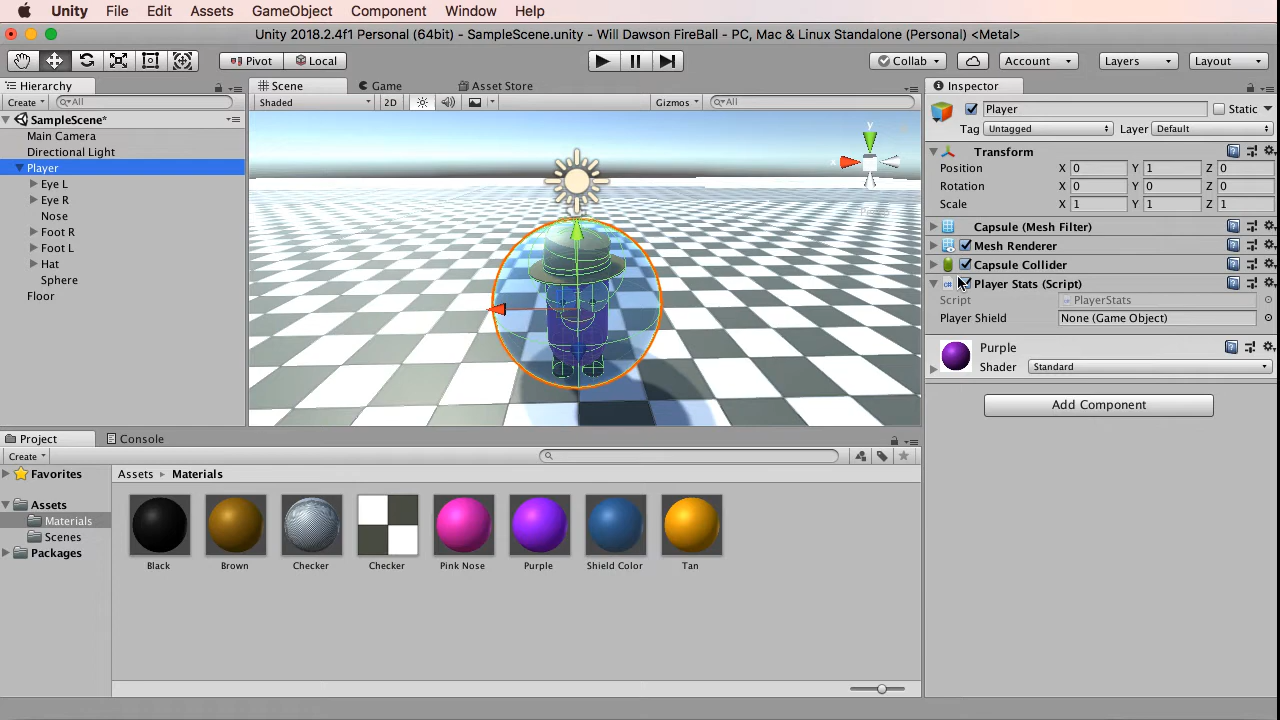 Unity File Edit Assets GameObject Component Window Help
Unity 2018.2.4f1 Personal (64bit) - SampleScene.unity - Will Dawson FireBall - PC, Mac & Linux Standalone (Personal) <Metal>
Pivot Local Collab Account Layers Layout
Hierarchy
Create All
SampleScene*
Main Camera
Directional Light
Player
Eye L
Eye R
Nose
Foot R
Foot L
Hat
Sphere
Floor
Scene Game Asset Store
Shaded 2D Gizmos All
y
x
Inspector
Player Static
Tag Untagged Layer Default
Transform
Position X 0 Y 1 Z 0
Rotation X 0 Y 0 Z 0
Scale X 1 Y 1 Z 1
Capsule (Mesh Filter)
Mesh Renderer
Capsule Collider
Player Stats (Script)
Script PlayerStats
Player Shield None (Game Object)
Purple
Shader Standard
Add Component
Project Console
Create
Favorites
Assets
Materials
Scenes
Packages
Assets Materials
Black Brown Checker Checker Pink Nose Purple Shield Color Tan